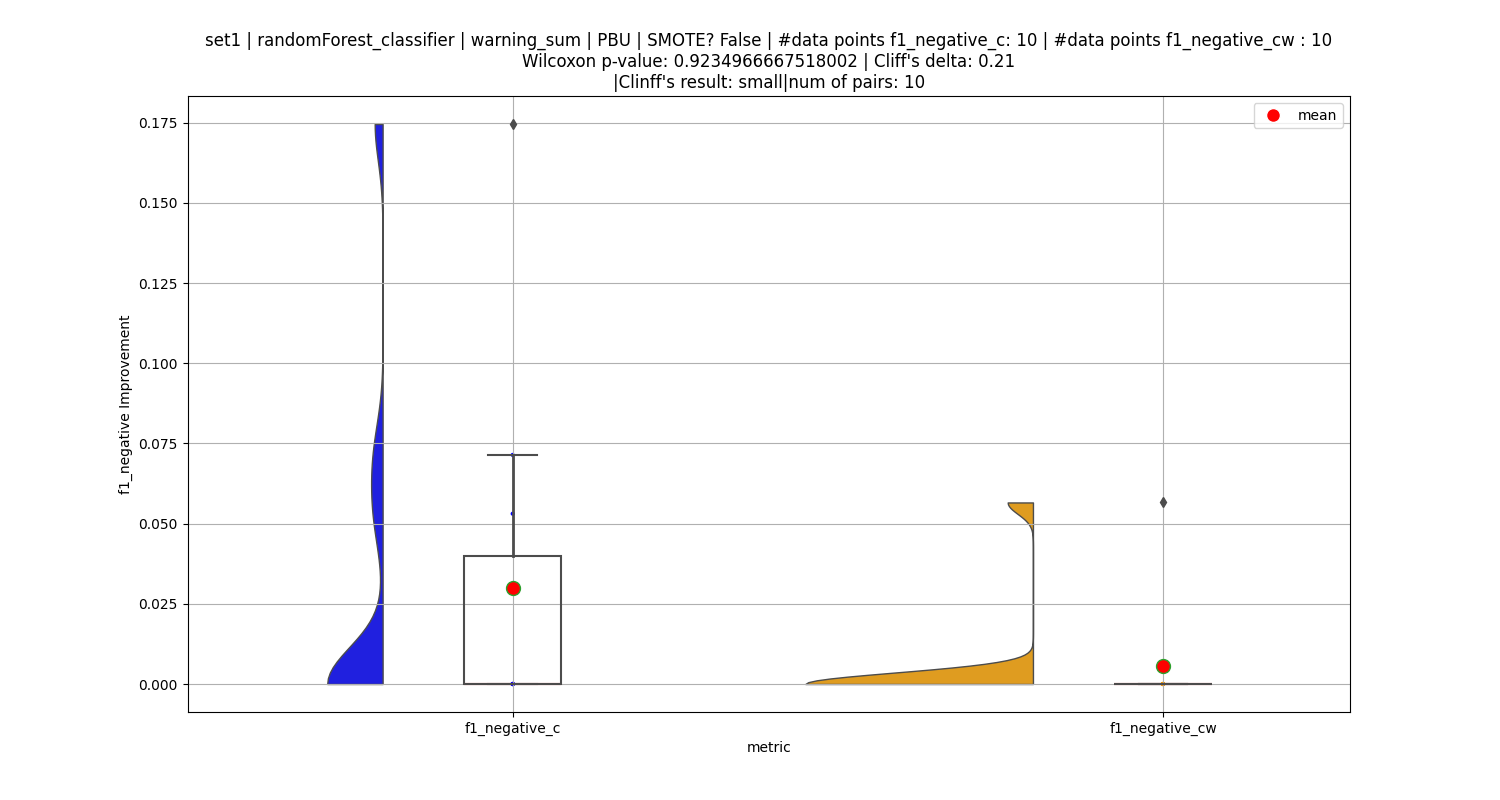 set1 | randomForest_classifier | warning_sum | PBU | SMOTE? False | #data points f1_negative_c: 10 | #data points f1_negative_cw : 10
Wilcoxon p-value: 0.9234966667518002 | Cliff's delta: 0.21
|Clinff's result: small|num of pairs: 10
mean
0.175
0.150
0.125
0.100
0.075
0.050
0.025
0.000
f1_negative Improvement
f1_negative_c
f1_negative_cw
metric